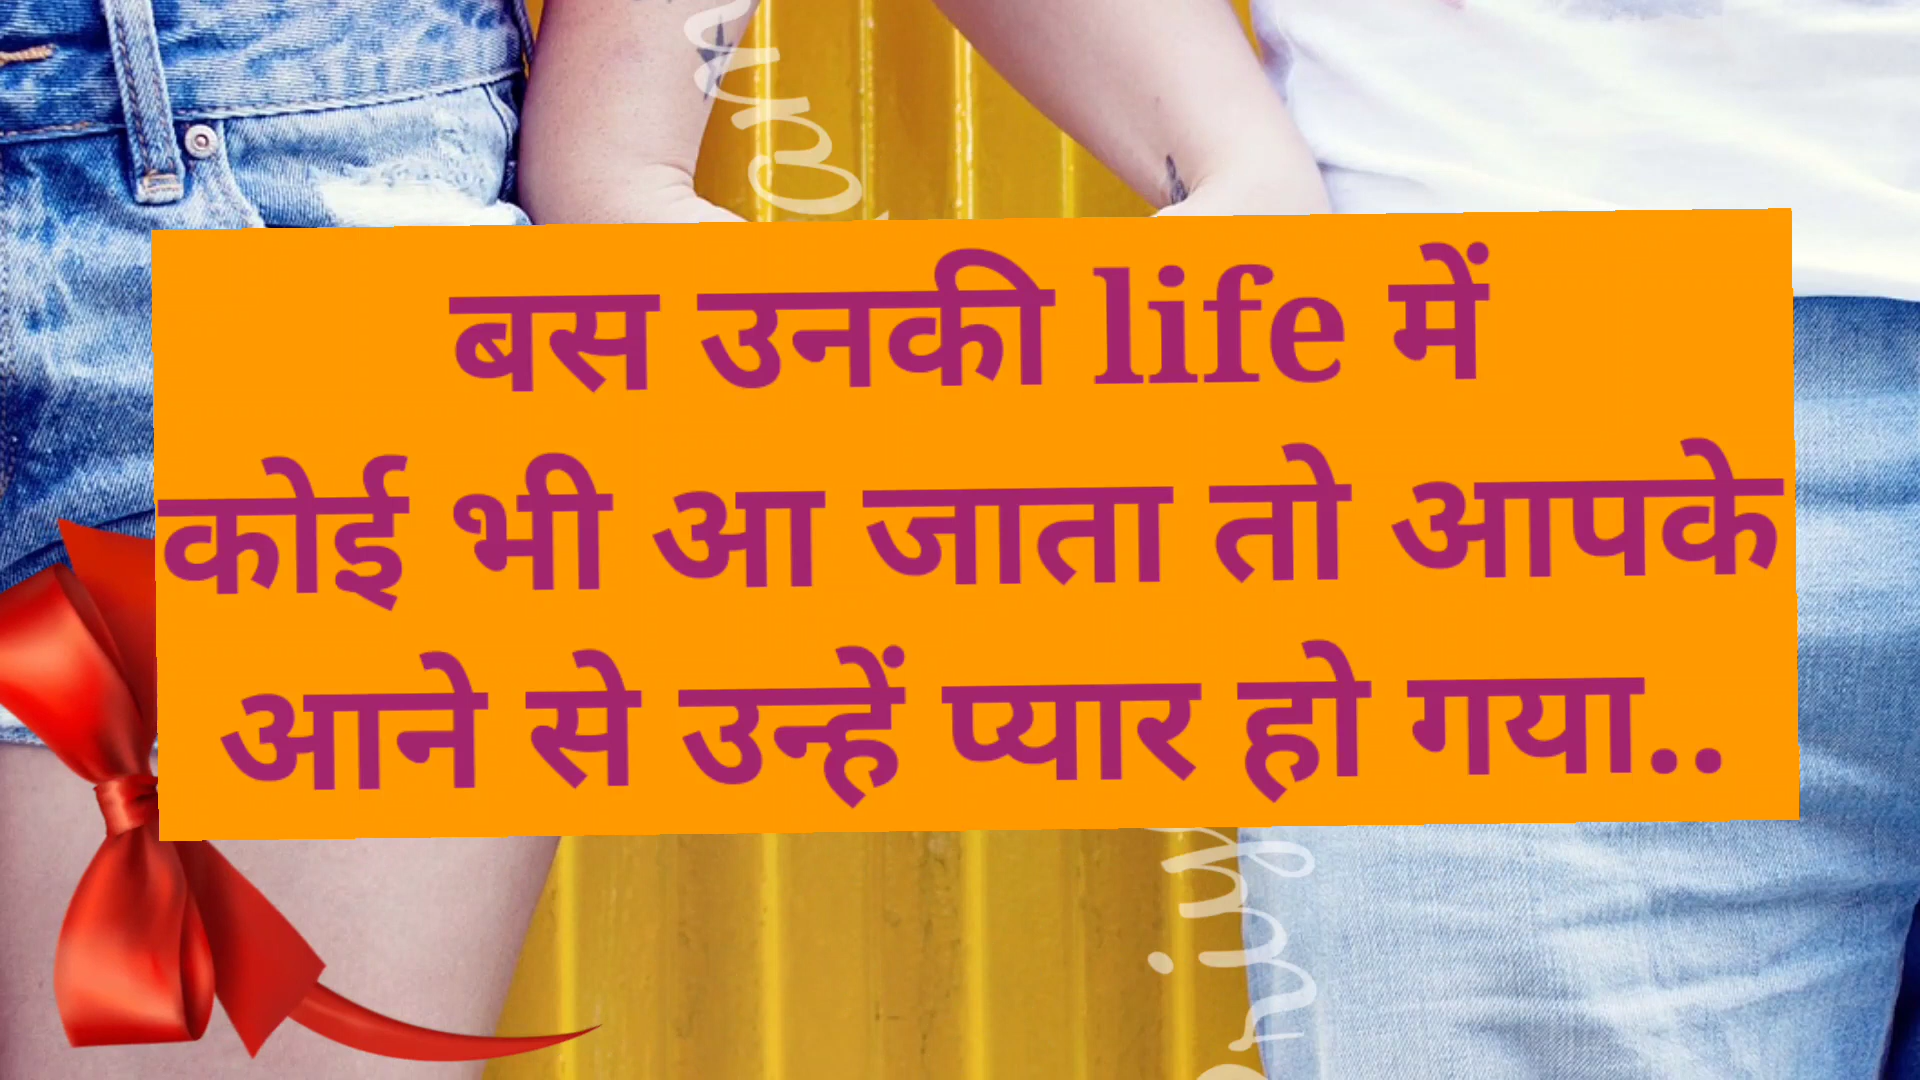 बस उनकी life में
कोई भी आ जाता तो आपके
आने से उन्हें प्यार हो गया..